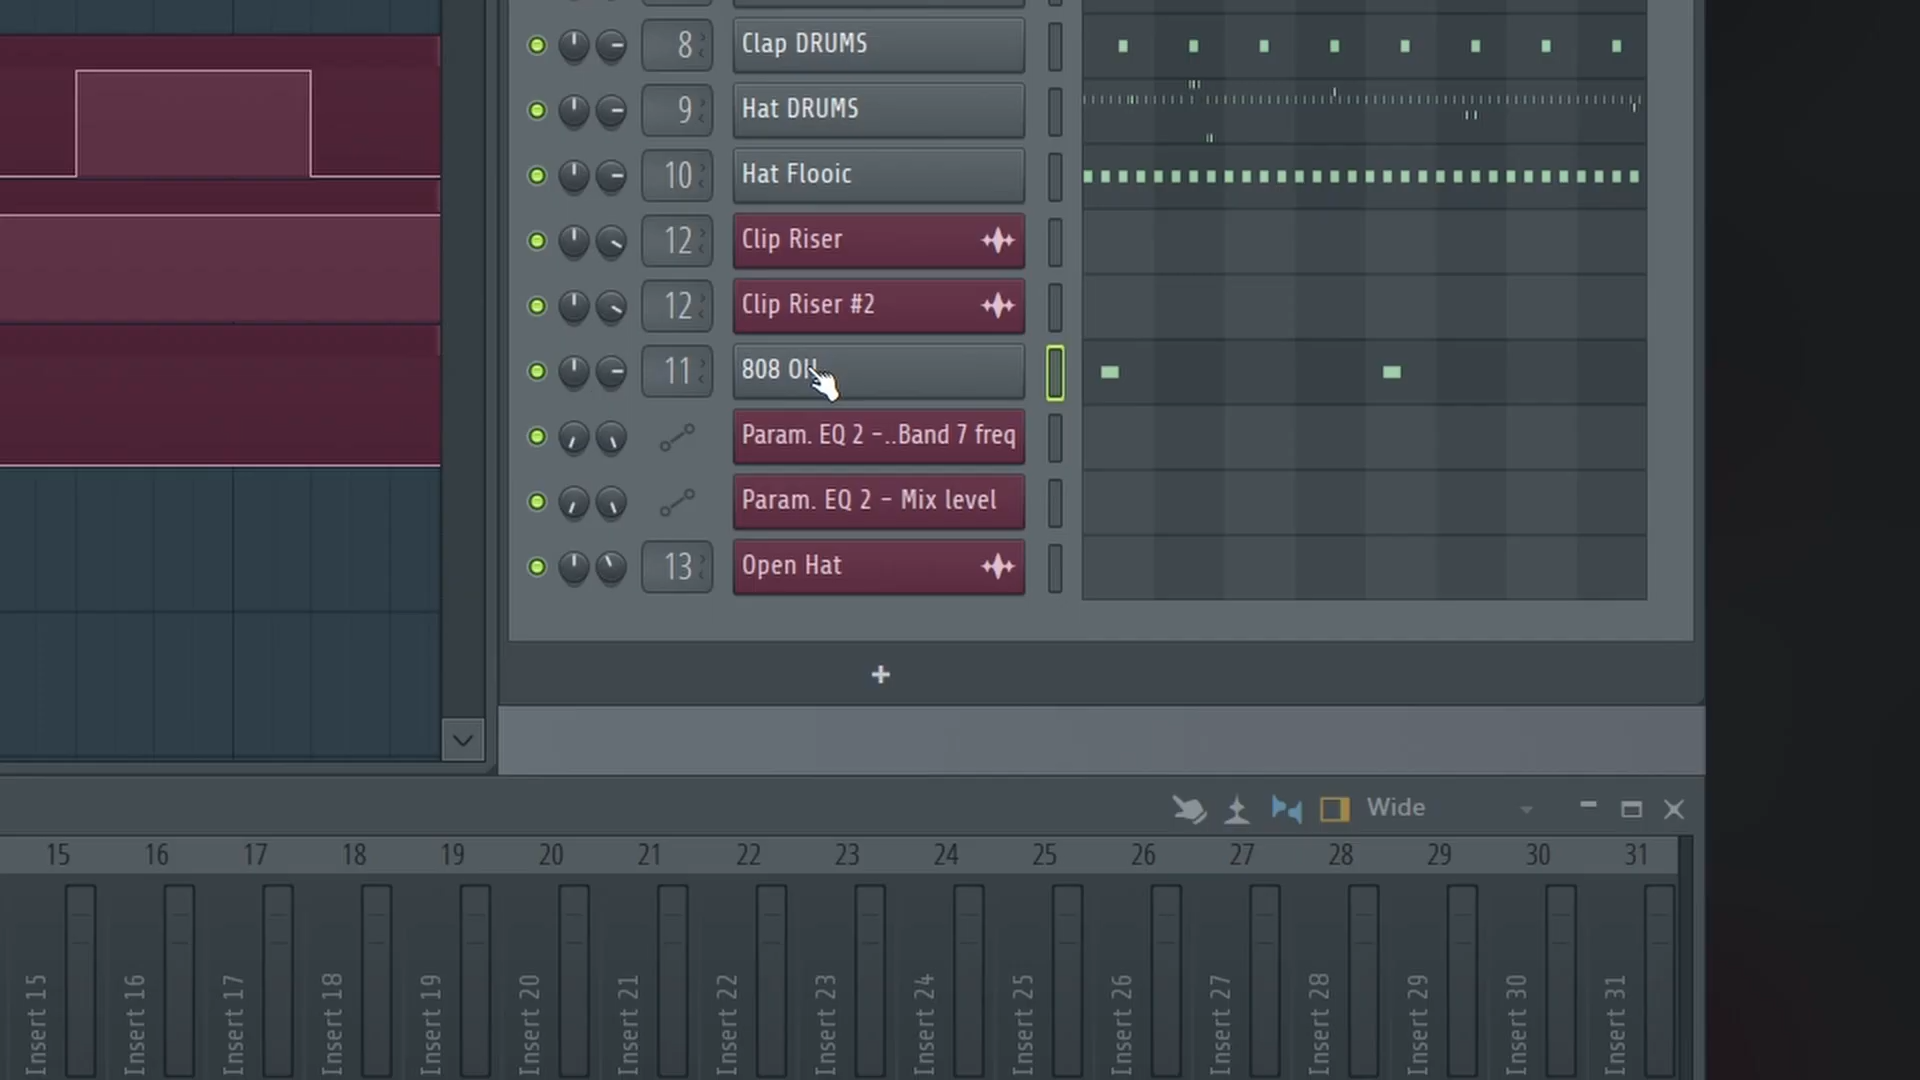 8 Clap DRUMS
9 Hat DRUMS
10 Hat Flooic
12 Clip Riser
12 Clip Riser #2
11 808 OH
Param. EQ 2 -..Band 7 freq
Param. EQ 2 - Mix level
13 Open Hat
+
Wide
15 16 17 18 19 20 21 22 23 24 25 26 27 28 29 30 31
Insert 15
Insert 16
Insert 17
Insert 18
Insert 19
Insert 20
Insert 21
Insert 22
Insert 23
Insert 24
Insert 25
Insert 26
Insert 27
Insert 28
Insert 29
Insert 30
Insert 31